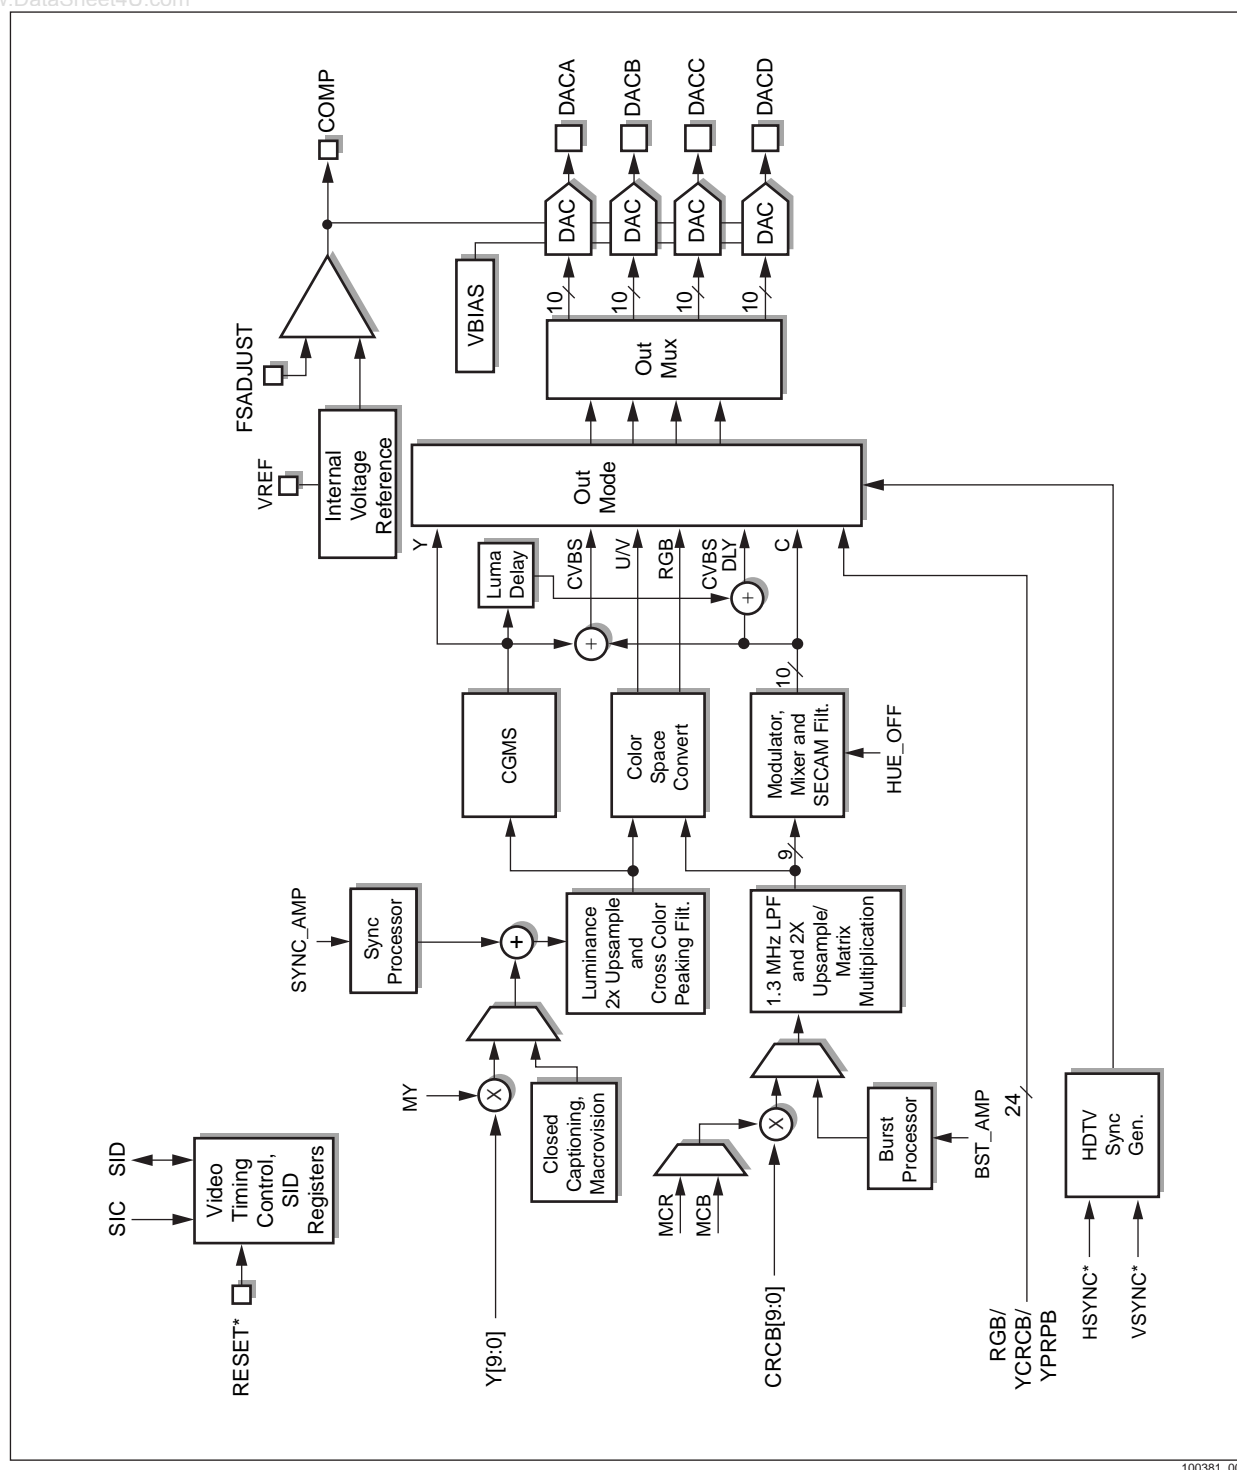 w.DataSheet4U.com
COMP
DACA
DACB
DACC
DACD
DAC
DAC
DAC
DAC
VBIAS
10
10
10
10
Out
Mux
FSADJUST
VREF
Internal
Voltage
Reference
Out
Mode
Y
Luma
Delay
CVBS
U/V
RGB
CVBS
DLY
C
+
+
10
CGMS
Color
Space
Convert
Modulator,
Mixer and
SECAM Filt.
HUE_OFF
9
SYNC_AMP
Sync
Processor
+
Luminance
2x Upsample
and
Cross Color
Peaking Filt.
1.3 MHz LPF
and 2X
Upsample/
Matrix
Multiplication
MY
X
Closed
Captioning,
Macrovision
X
MCR
MCB
Burst
Processor
BST_AMP
24
HDTV
Sync
Gen.
SID
SIC
Video
Timing
Control,
SID
Registers
RESET*
Y[9:0]
CRCB[9:0]
RGB/
YCRCB/
YPRPB
HSYNC*
VSYNC*